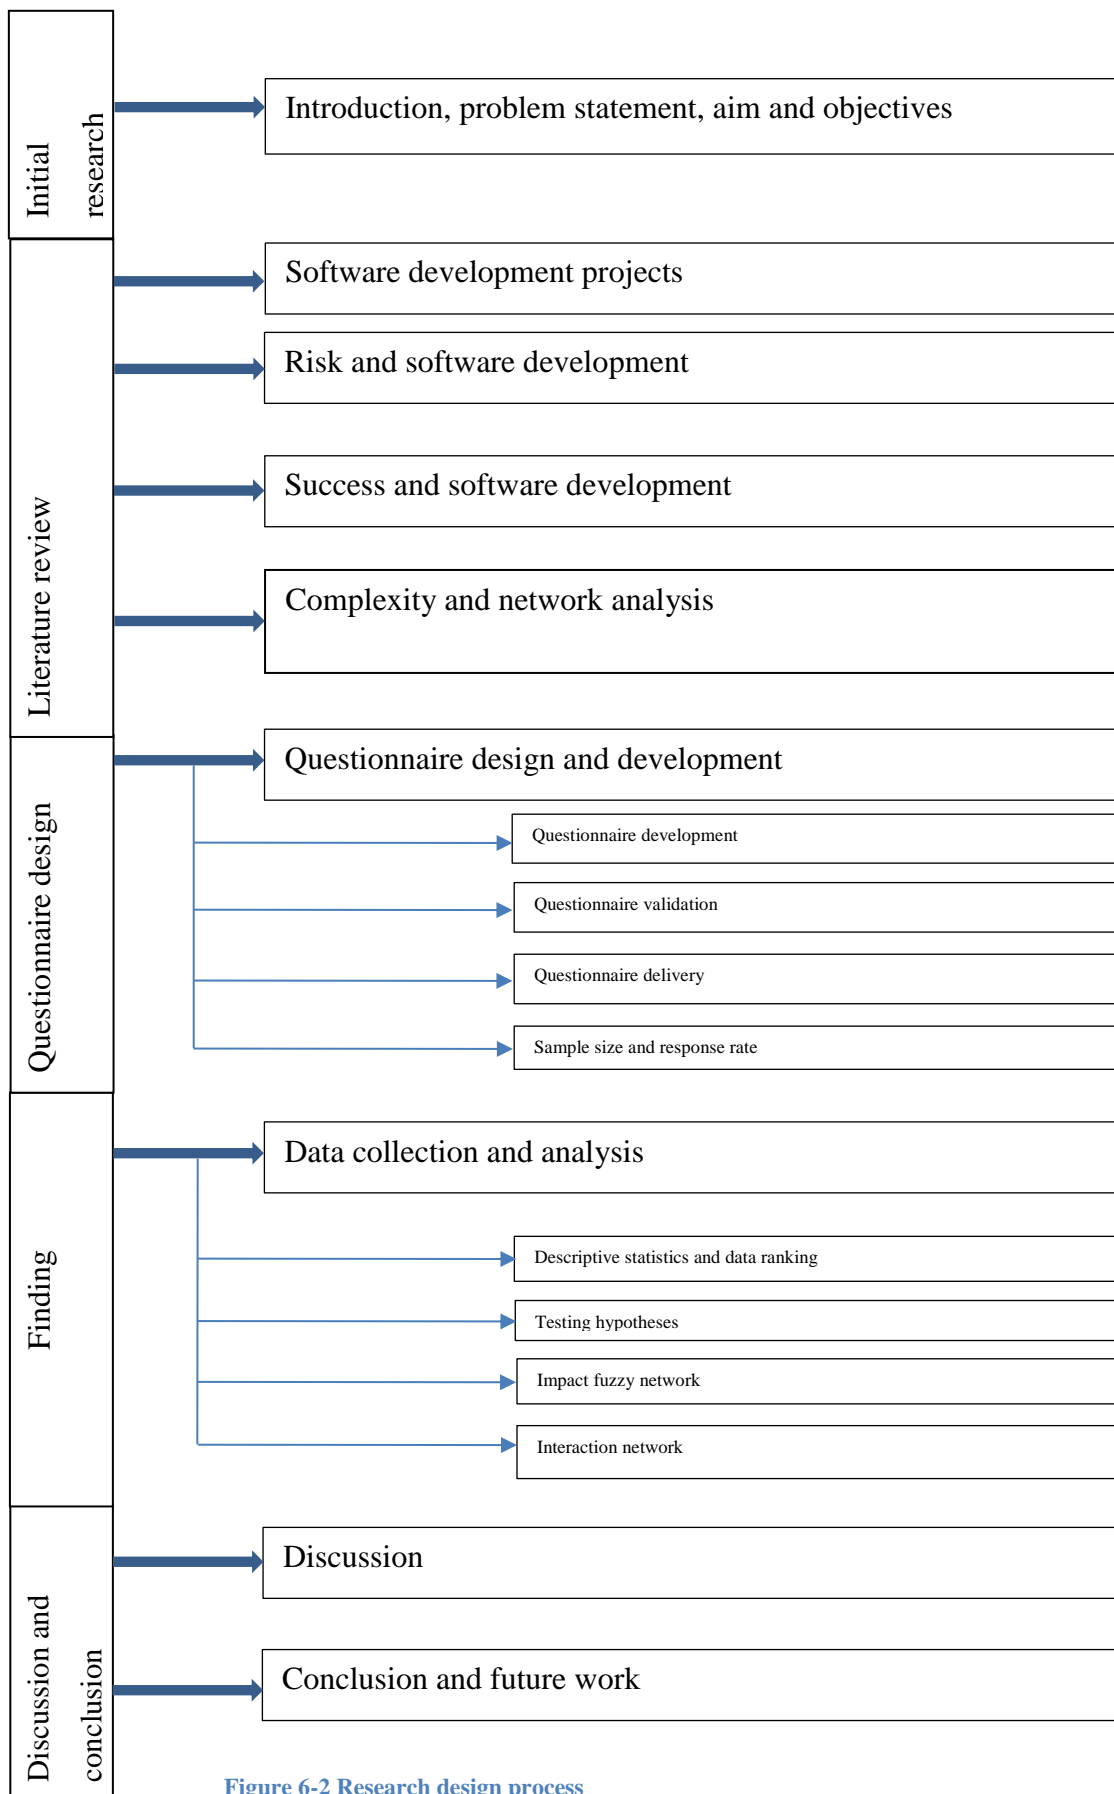 Initial
research
Introduction, problem statement, aim and objectives
Literature review
Software development projects
Risk and software development
Success and software development
Complexity and network analysis
Questionnaire design
Questionnaire design and development
Questionnaire development
Questionnaire validation
Questionnaire delivery
Sample size and response rate
Finding
Data collection and analysis
Descriptive statistics and data ranking
Testing hypotheses
Impact fuzzy network
Interaction network
Discussion and
conclusion
Discussion
Conclusion and future work
Figure 6-2 Research design process